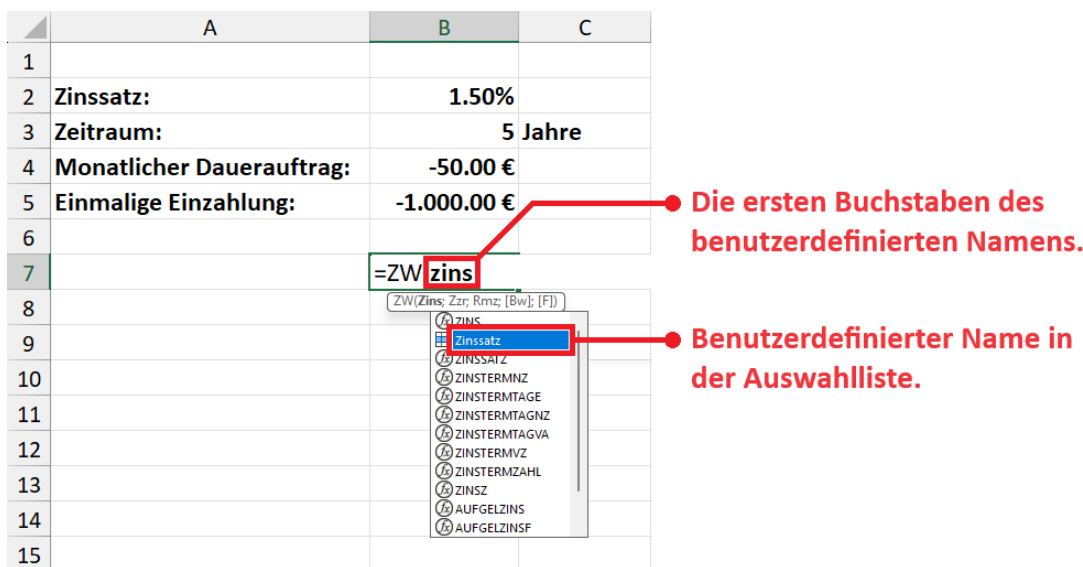 A B C
1
2 Zinssatz: 1.50%
3 Zeitraum: 5 Jahre
4 Monatlicher Dauerauftrag: -50.00 €
5 Einmalige Einzahlung: -1.000.00 €
Die ersten Buchstaben des
benutzerdefinierten Namens.
6
7 =ZW zins
8 ZW(Zins; Zzr; Rmz; [Bw]; [F])
ZINS
9 Zinssatz
Benutzerdefinierter Name in
der Auswahlliste.
ZINSSATZ
10 ZINSTERMNZ
ZINSTERMTAGE
11 ZINSTERMTAGNZ
ZINSTERMTAGVA
12 ZINSTERMVZ
ZINSTERMZAHL
13 ZINSZ
AUFGELZINS
14 AUFGELZINSF
15